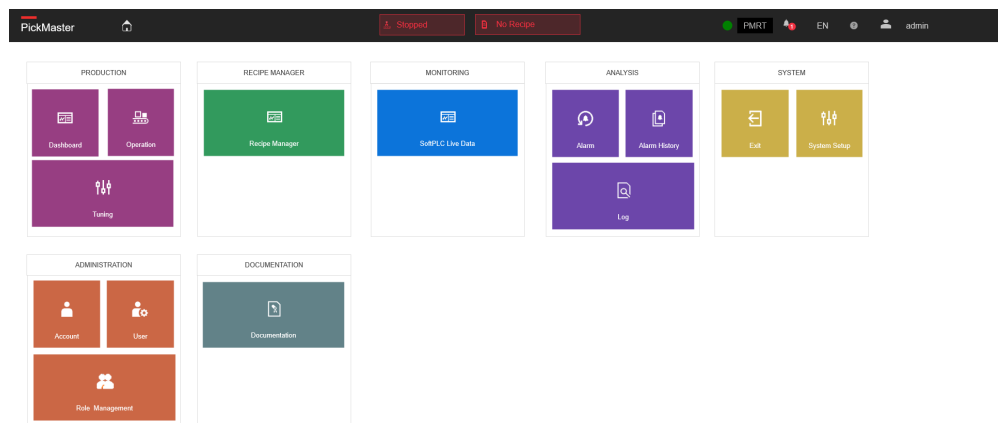 PickMaster
Stopped
No Recipe
PMRT
1
EN
?
admin
PRODUCTION
RECIPE MANAGER
MONITORING
ANALYSIS
SYSTEM
Dashboard
Operation
Recipe Manager
SoftPLC Live Data
Alarm
Alarm History
Exit
System Setup
Tuning
Log
ADMINISTRATION
DOCUMENTATION
Account
User
Documentation
Role Management